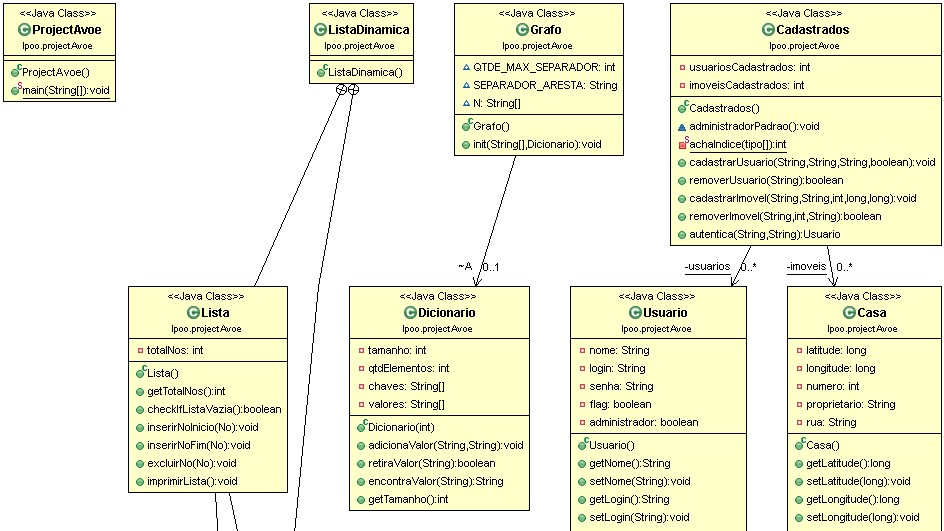 <<Java Class>>
ProjectAvoe
lpoo.projectAvoe
ProjectAvoe()
main(String[]):void
<<Java Class>>
ListaDinamica
lpoo.projectAvoe
ListaDinamica()
<<Java Class>>
Grafo
lpoo.projectAvoe
QTDE_MAX_SEPARADOR: int
SEPARADOR_ARESTA: String
N: String[]
Grafo()
init(String[],Dicionario):void
<<Java Class>>
Cadastrados
lpoo.projectAvoe
usuariosCadastrados: int
imoveisCadastrados: int
Cadastrados()
administradorPadrao():void
achaIndice(tipo[]):int
cadastrarUsuario(String,String,String,boolean):void
removerUsuario(String):boolean
cadastrarImovel(String,String,int,long,long):void
removerImovel(String,int,String):boolean
autentica(String,String):Usuario
~A 0..1
-usuarios 0..*
-imoveis 0..*
<<Java Class>>
Lista
lpoo.projectAvoe
totalNos: int
Lista()
getTotalNos():int
checkIfListaVazia():boolean
inserirNoInicio(No):void
inserirNoFim(No):void
excluirNo(No):void
imprimirLista():void
<<Java Class>>
Dicionario
lpoo.projectAvoe
tamanho: int
qtdElementos: int
chaves: String[]
valores: String[]
Dicionario(int)
adicionaValor(String,String):void
retiraValor(String):boolean
encontraValor(String):String
getTamanho():int
<<Java Class>>
Usuario
lpoo.projectAvoe
nome: String
login: String
senha: String
flag: boolean
administrador: boolean
Usuario()
getNome():String
setNome(String):void
getLogin():String
setLogin(String):void
<<Java Class>>
Casa
lpoo.projectAvoe
latitude: long
longitude: long
numero: int
proprietario: String
rua: String
Casa()
getLatitude():long
setLatitude(long):void
getLongitude():long
setLongitude(long):void